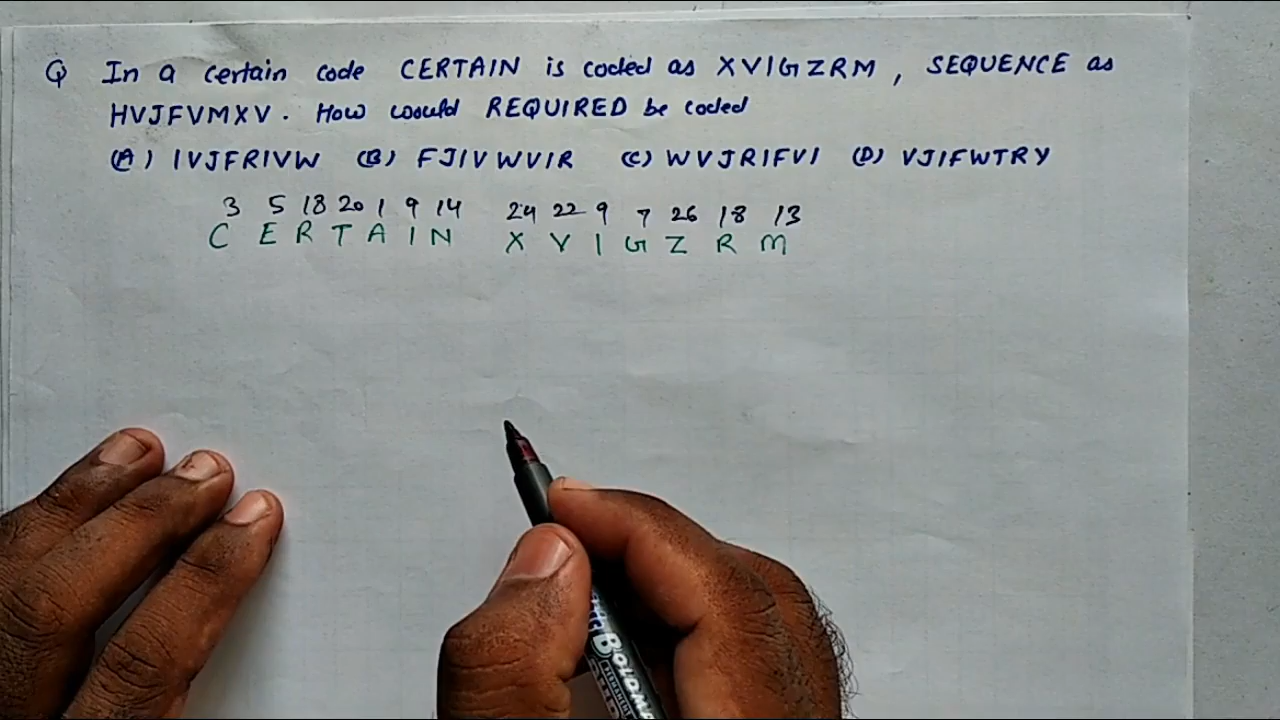 Q In a certain code CERTAIN is coded as XVIGZRM, SEQUENCE as
HVJFVMXV. How would REQUIRED be coded
(A) IVJFRIVW (B) FJIVWVIR (C) WVJRIFVI (D) VJIFWTRY
3 5 18 20 1 9 14 24 22 9 7 26 18 13
C E R T A I N X V I G Z R M